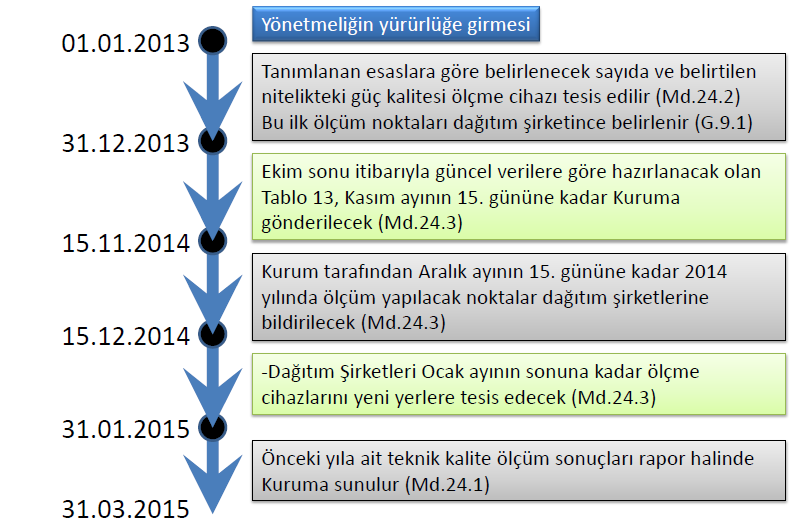 Yönetmeliğin yürürlüğe girmesi
01.01.2013
Tanımlanan esaslara göre belirlenecek sayıda ve belirtilen
nitelikteki güç kalitesi ölçme cihazı tesis edilir (Md.24.2)
Bu ilk ölçüm noktaları dağıtım şirketince belirlenir (G.9.1)
31.12.2013
Ekim sonu itibarıyla güncel verilere göre hazırlanacak olan
Tablo 13, Kasım ayının 15. gününe kadar Kuruma
gönderilecek (Md.24.3)
15.11.2014
Kurum tarafından Aralık ayının 15. gününe kadar 2014
yılında ölçüm yapılacak noktalar dağıtım şirketlerine
bildirilecek (Md.24.3)
15.12.2014
-Dağıtım Şirketleri Ocak ayının sonuna kadar ölçme
cihazlarını yeni yerlere tesis edecek (Md.24.3)
31.01.2015
Önceki yıla ait teknik kalite ölçüm sonuçları rapor halinde
Kuruma sunulur (Md.24.1)
31.03.2015